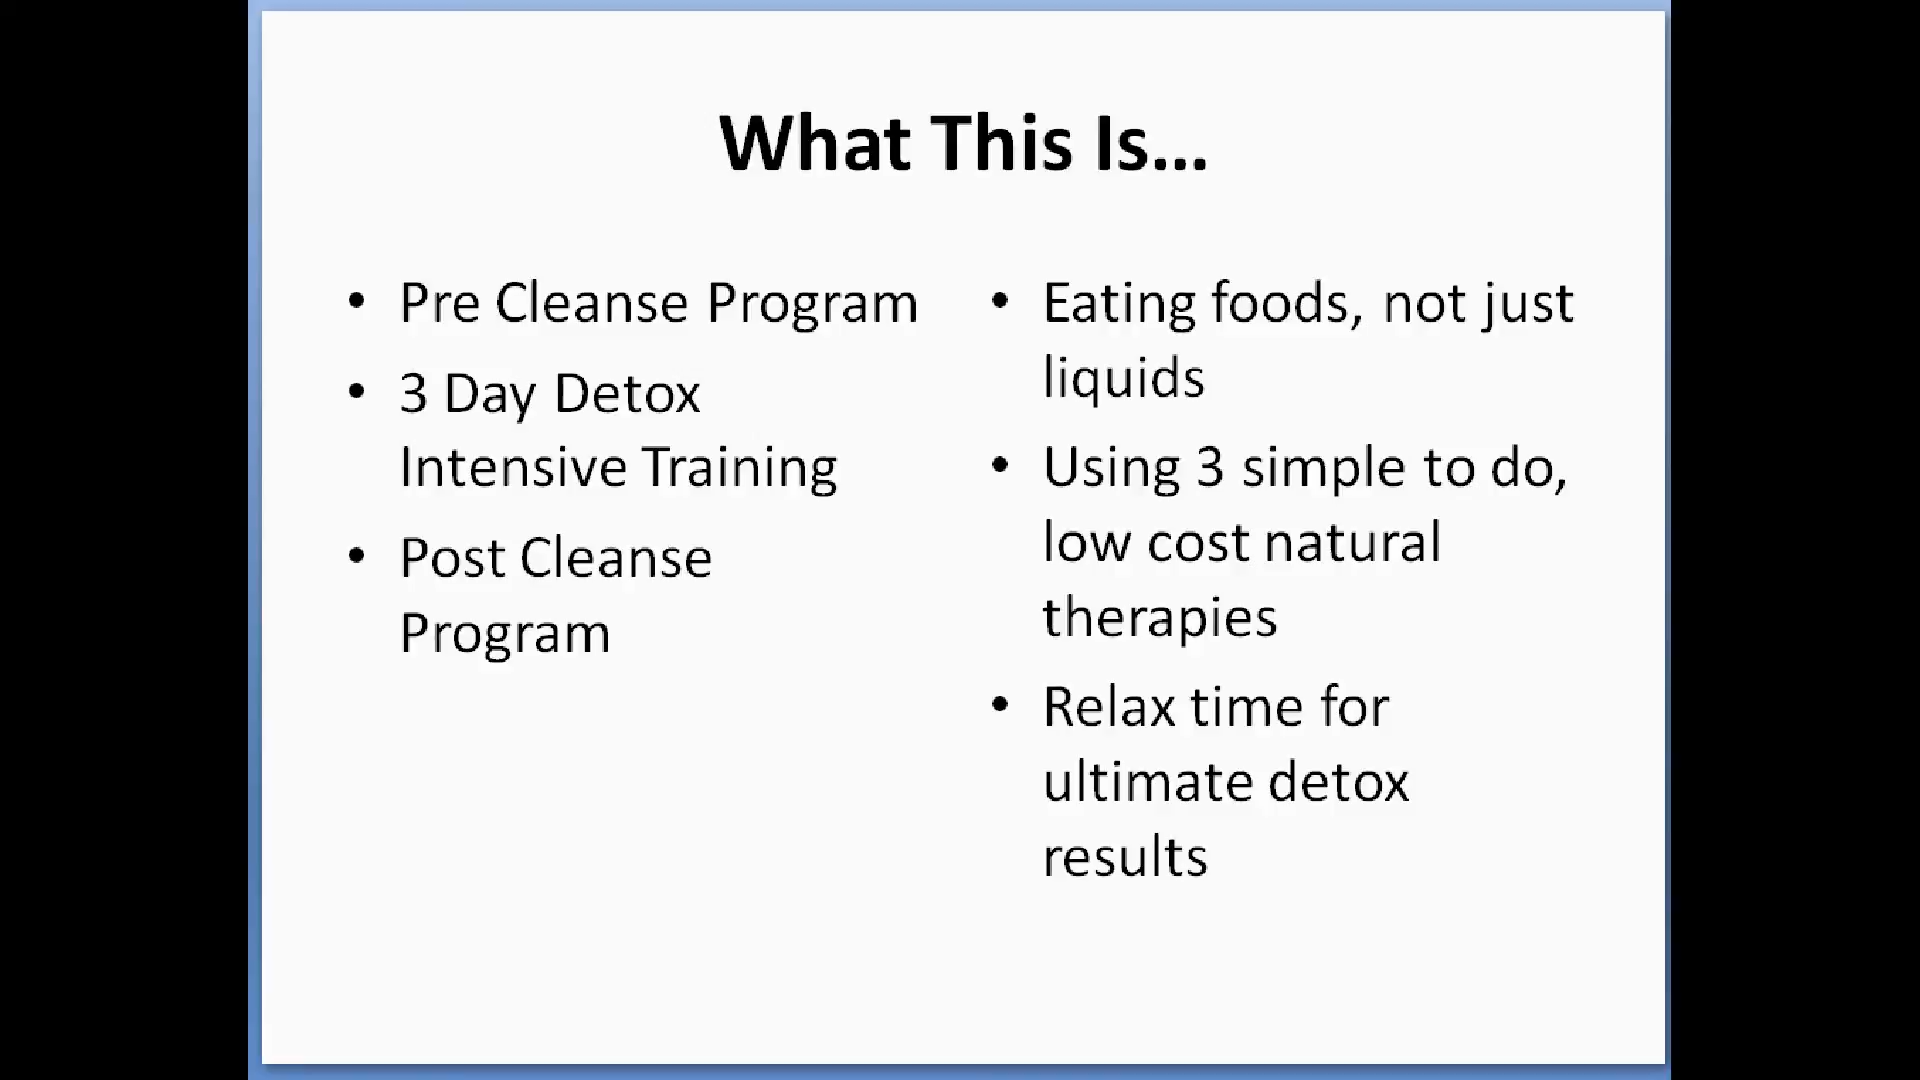 What This Is...
• Pre Cleanse Program
• 3 Day Detox
Intensive Training
• Post Cleanse
Program
• Eating foods, not just
liquids
• Using 3 simple to do,
low cost natural
therapies
• Relax time for
ultimate detox
results